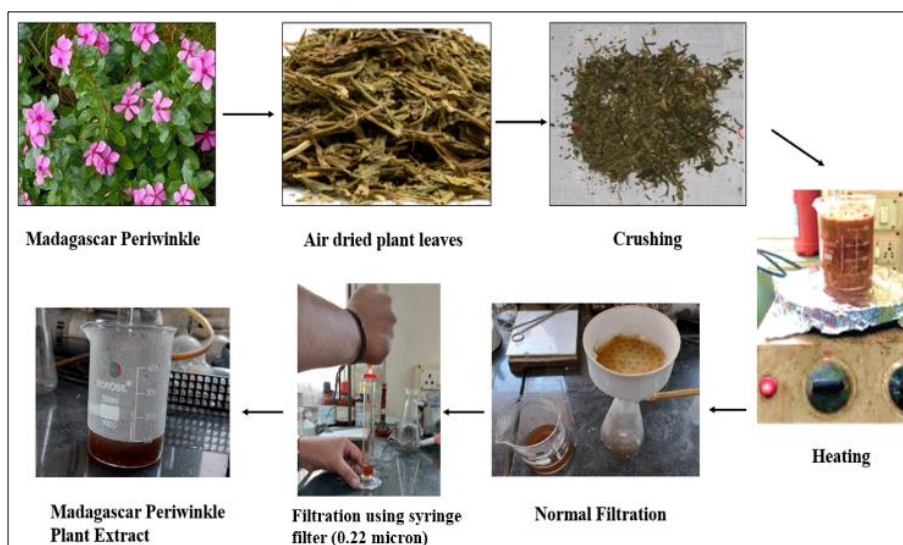 Madagascar Periwinkle
Air dried plant leaves
Crushing
Heating
Normal Filtration
Filtration using syringe
filter (0.22 micron)
Madagascar Periwinkle
Plant Extract